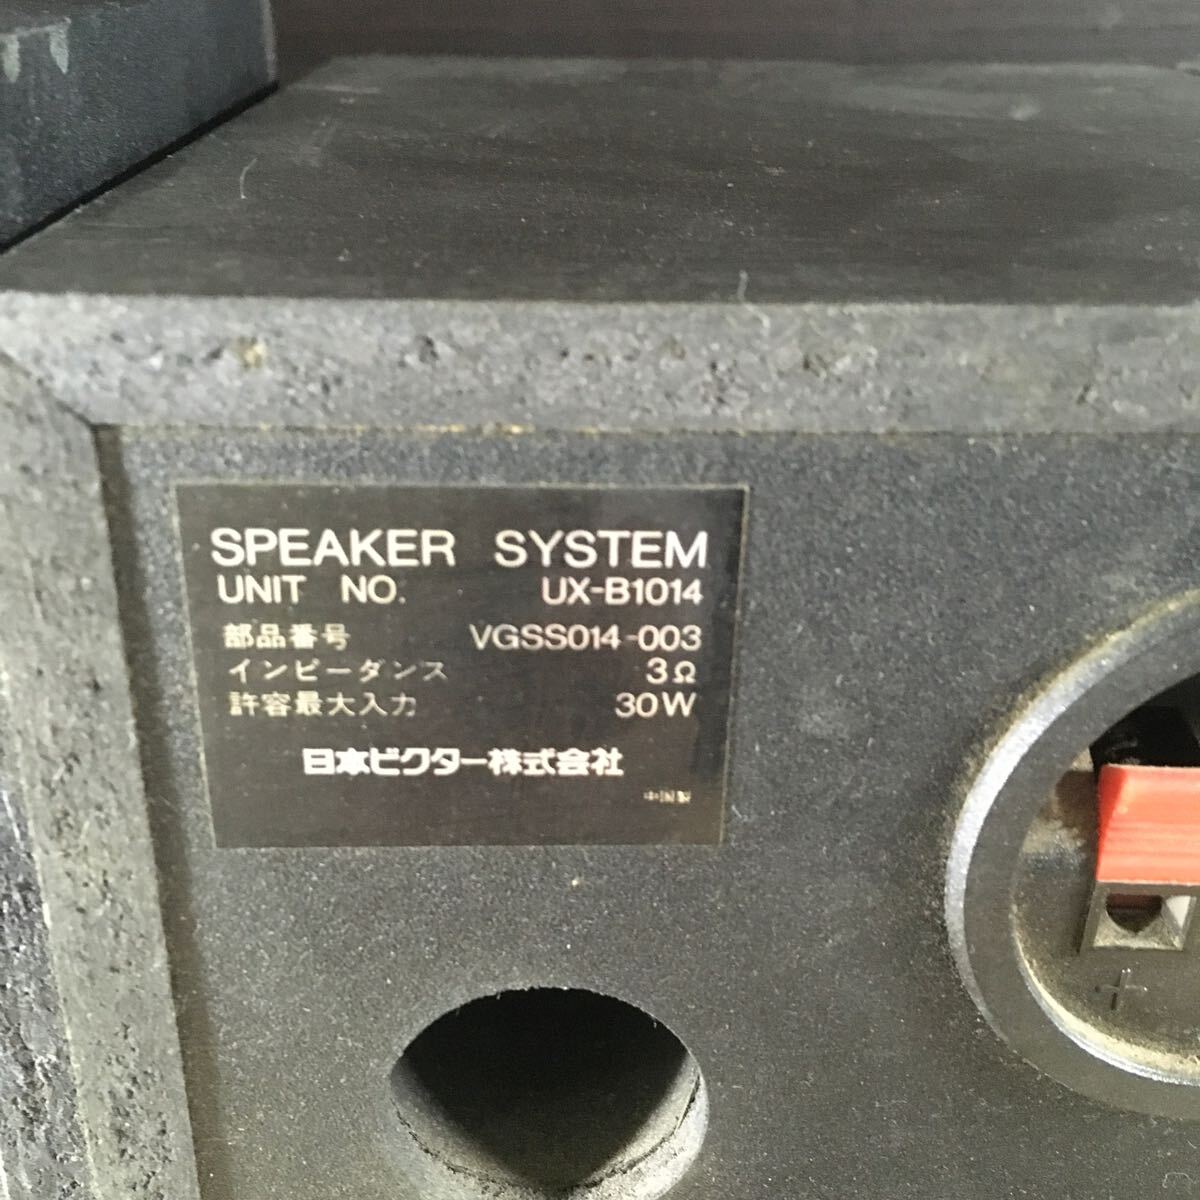 SPEAKER SYSTEM
UNIT NO. UX-B1014
部品番号 VGSS014-003
インピーダンス 3Ω
許容最大入力 30W
日本ビクター株式会社
中国製
+